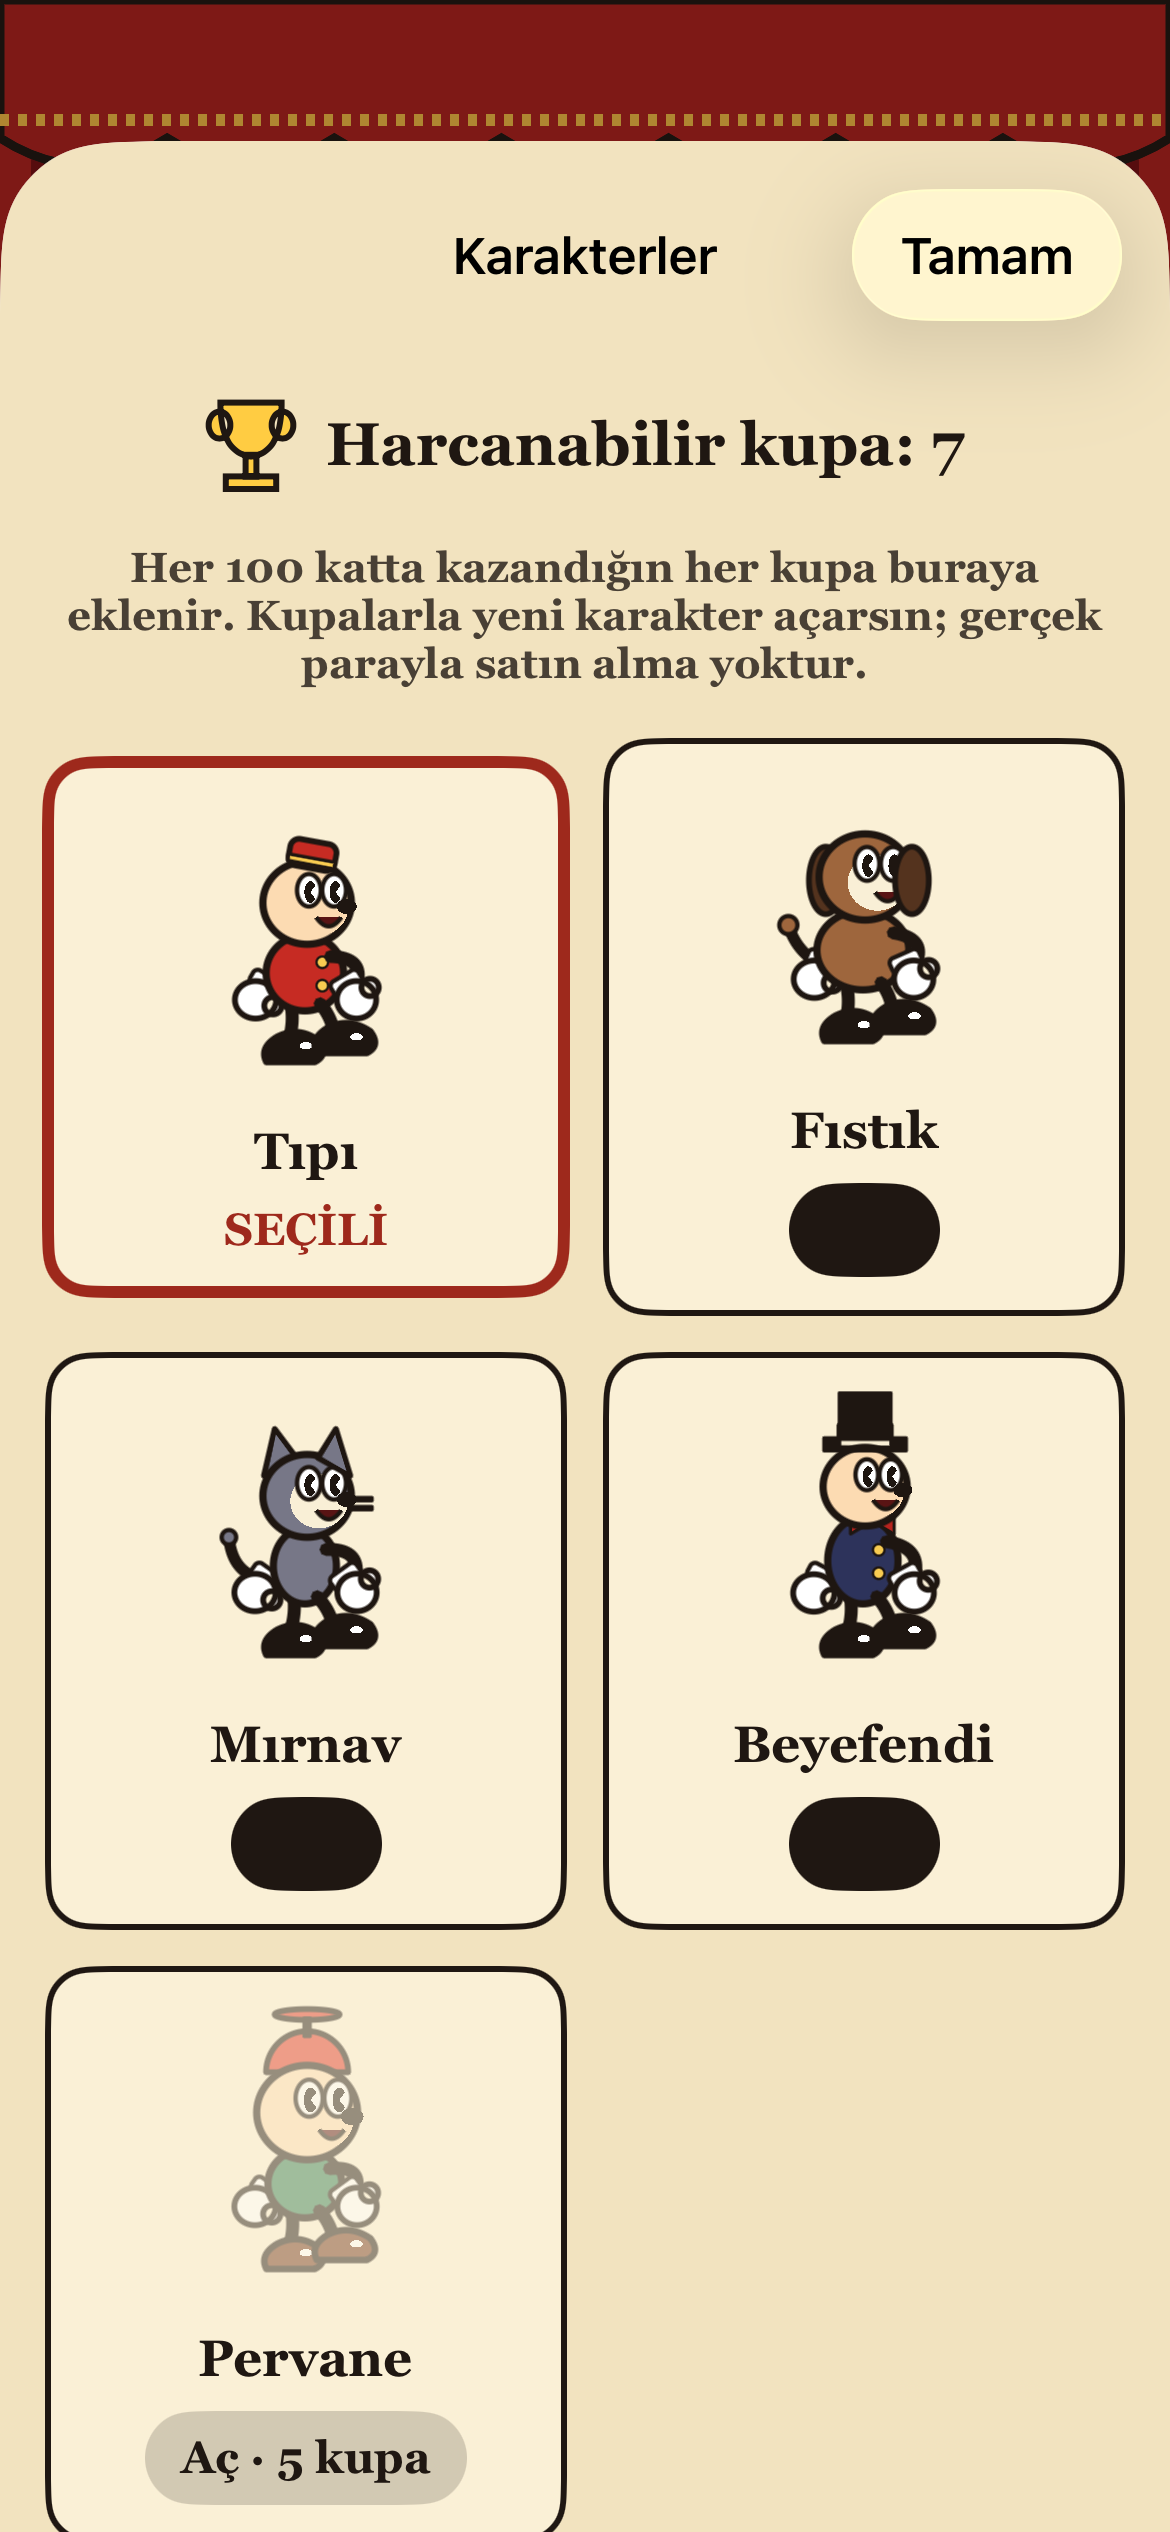 Karakterler
Tamam
Harcanabilir kupa: 7
Her 100 katta kazandığın her kupa buraya
eklenir. Kupalarla yeni karakter açarsın; gerçek
parayla satın alma yoktur.
Tıpı
SEÇİLİ
Fıstık
Mırnav
Beyefendi
Pervane
Aç · 5 kupa